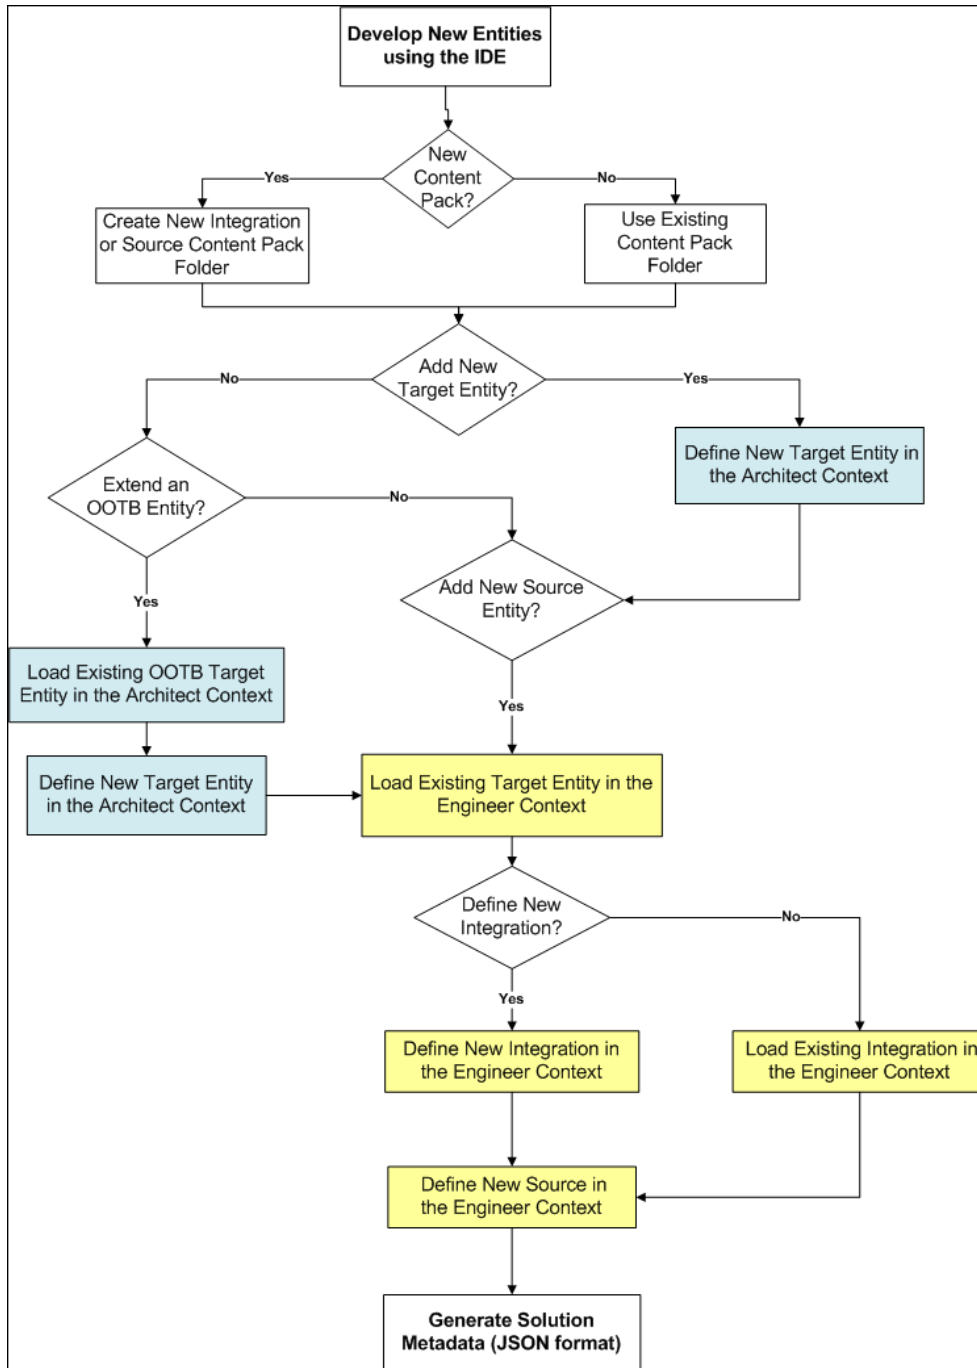 Develop New Entities
using the IDE
New
Content
Pack?
Yes
No
Create New Integration
or Source Content Pack
Folder
Use Existing
Content Pack
Folder
Add New
Target Entity?
No
Yes
Define New Target Entity in
the Architect Context
Extend an
OOTB Entity?
No
Add New Source
Entity?
Yes
Load Existing OOTB Target
Entity in the Architect Context
Yes
Define New Target Entity
in the Architect Context
Load Existing Target Entity in the
Engineer Context
Define New
Integration?
No
Yes
Define New Integration in
the Engineer Context
Load Existing Integration in
the Engineer Context
Define New Source in
the Engineer Context
Generate Solution
Metadata (JSON format)